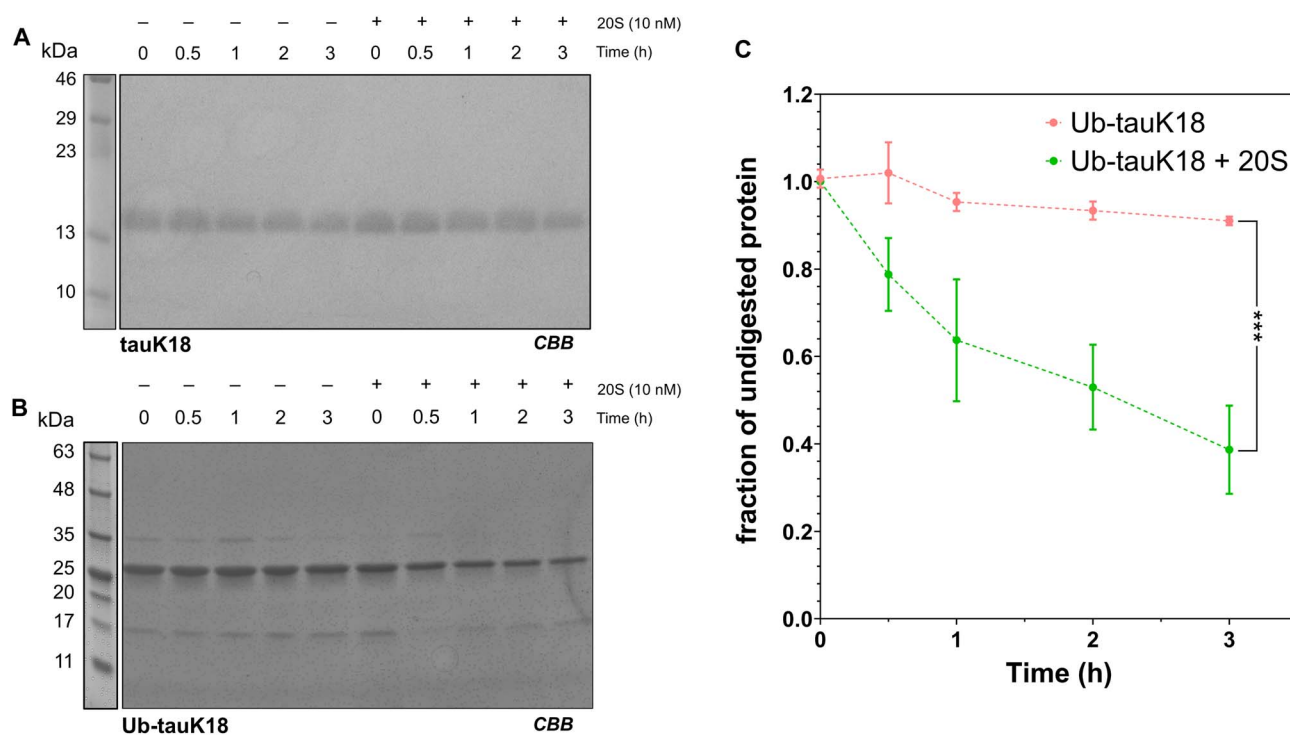 A
– – – – – + + + + + 20S (10 nM)
kDa 0 0.5 1 2 3 0 0.5 1 2 3 Time (h)
46
29
23
13
10
tauK18 CBB
B
– – – – – + + + + + 20S (10 nM)
kDa 0 0.5 1 2 3 0 0.5 1 2 3 Time (h)
63
48
35
25
20
17
11
Ub-tauK18 CBB
C
1.2
1.0
0.8
0.6
0.4
0.2
0.0
fraction of undigested protein
Ub-tauK18
Ub-tauK18 + 20S
***
0 1 2 3
Time (h)